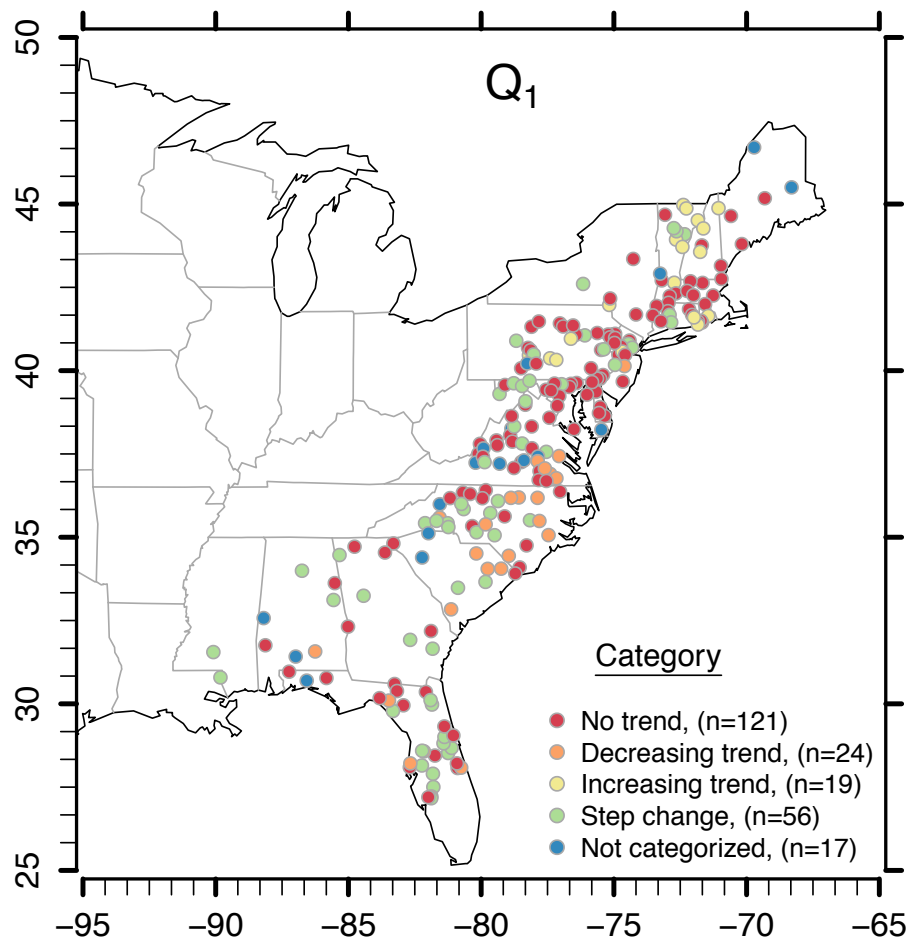 Q1
50
45
40
35
30
25
Category
No trend, (n=121)
Decreasing trend, (n=24)
Increasing trend, (n=19)
Step change, (n=56)
Not categorized, (n=17)
−95 −90 −85 −80 −75 −70 −65